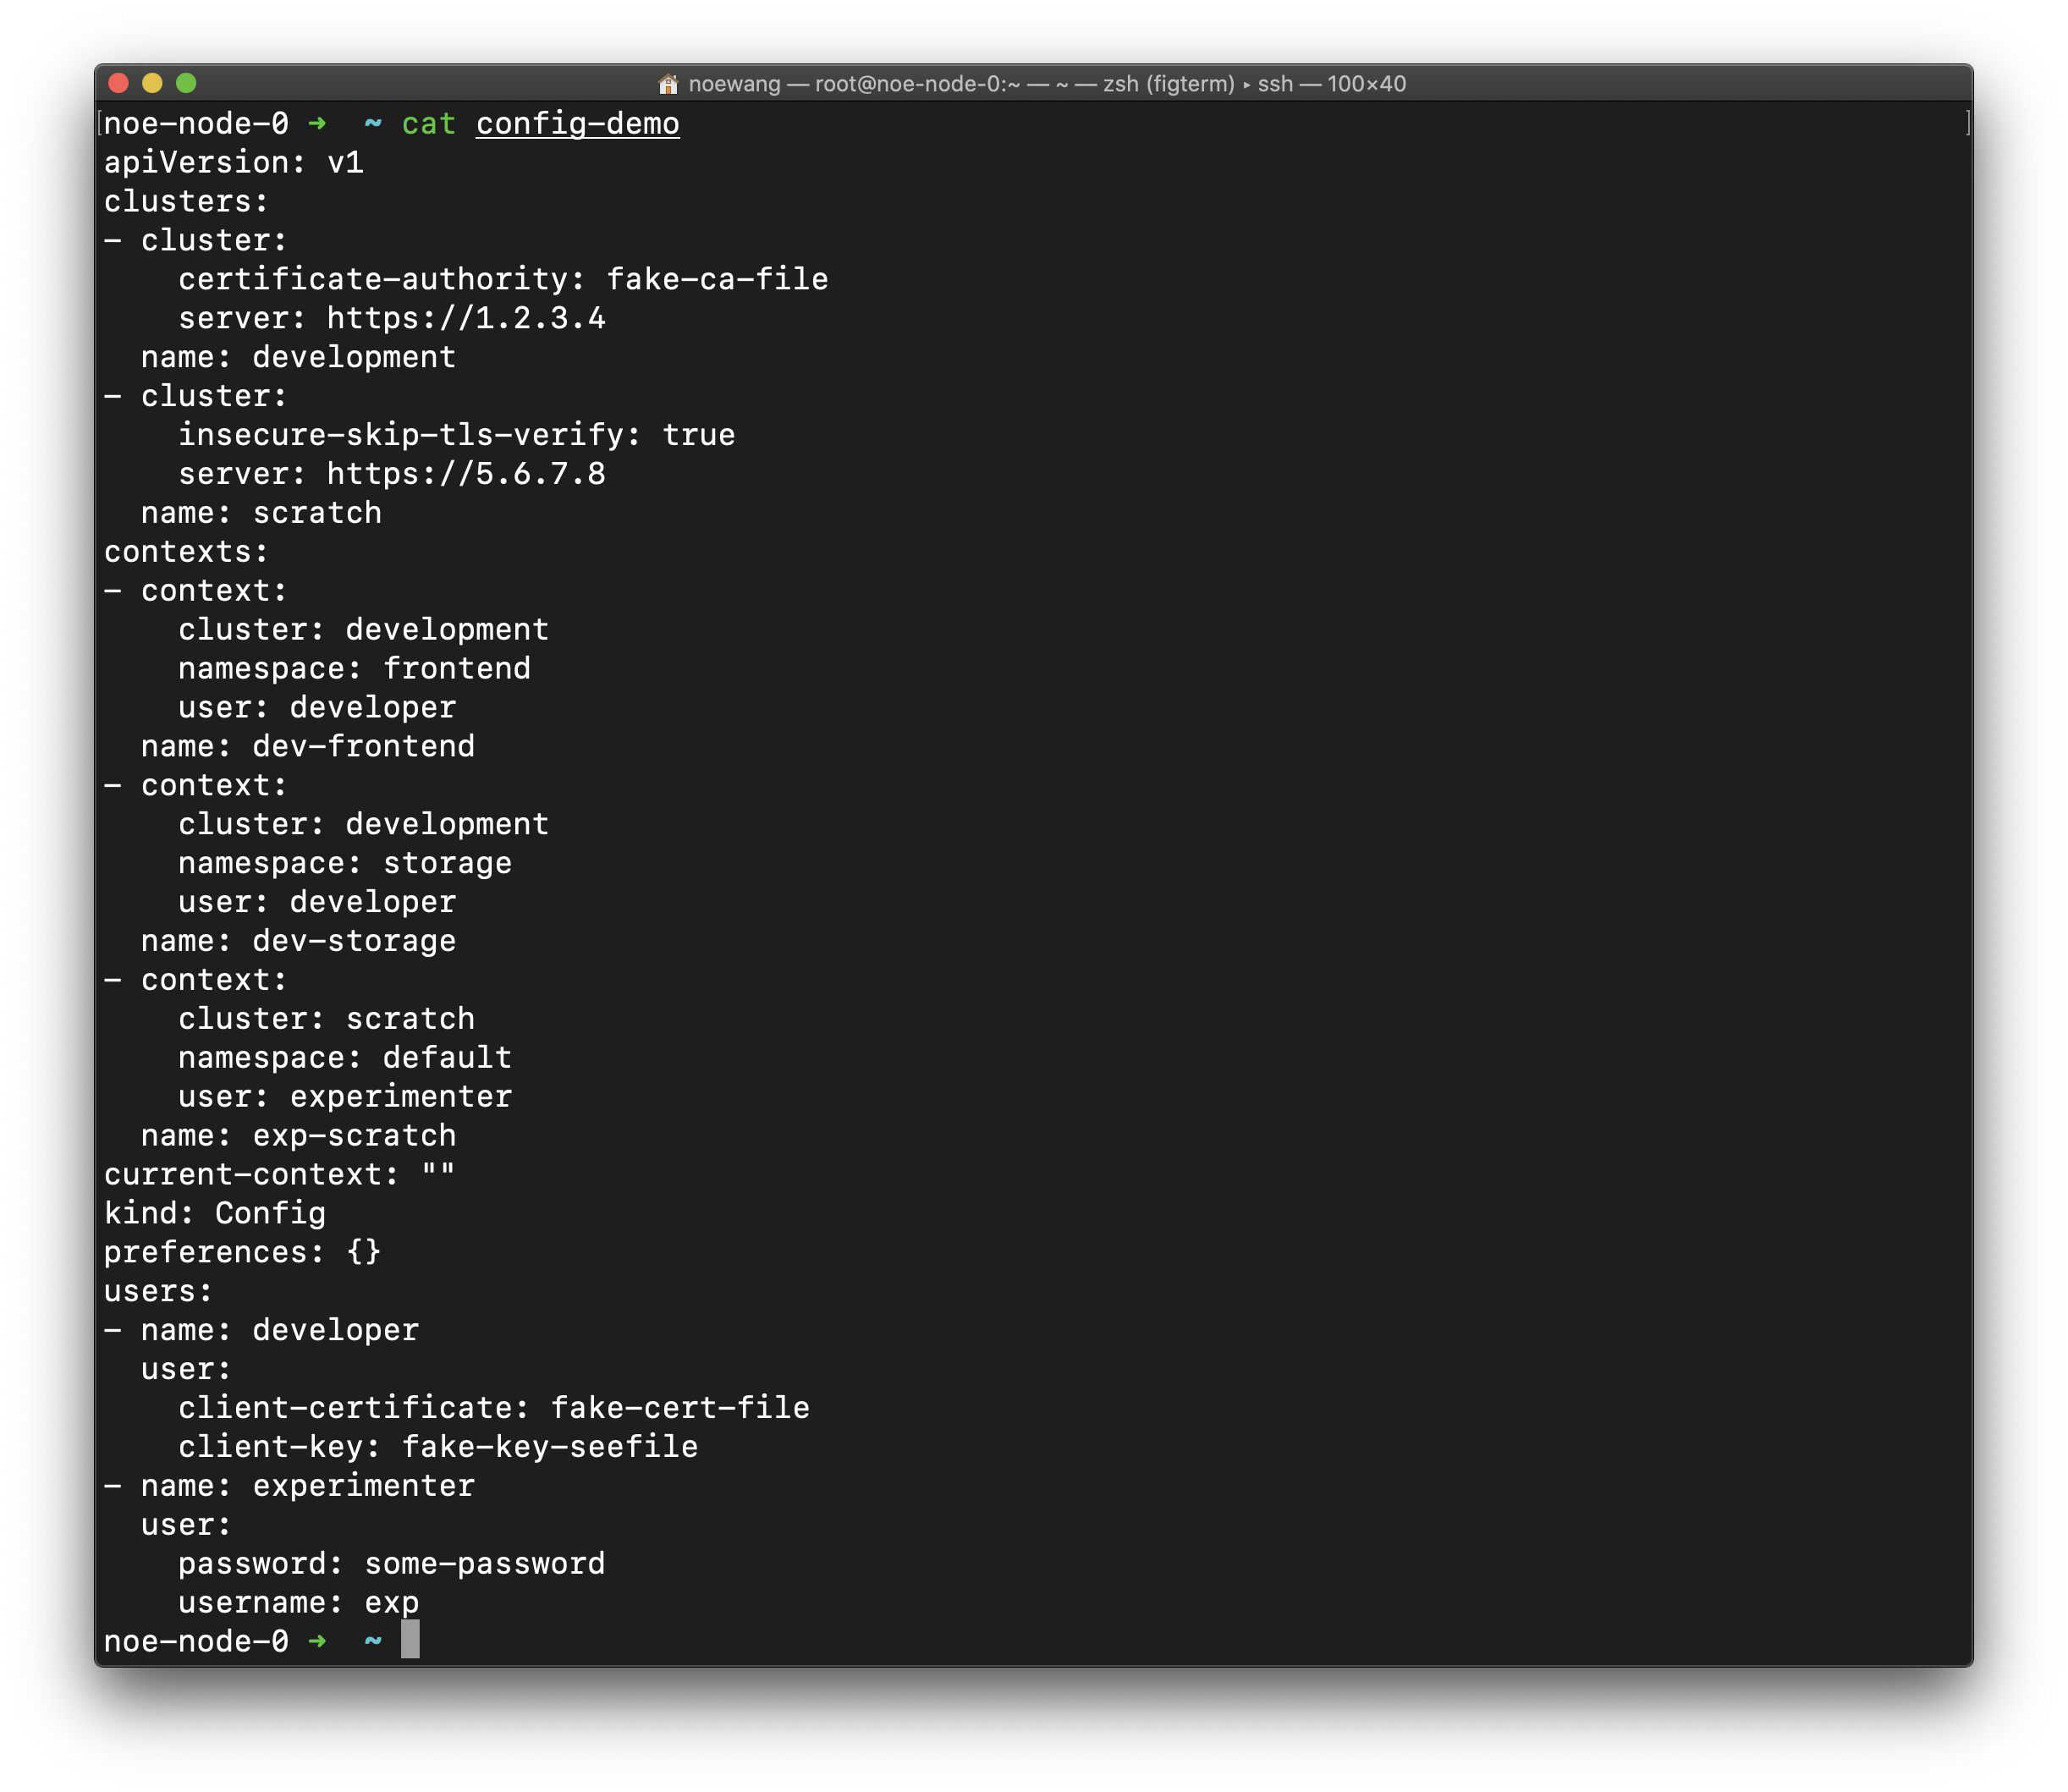 noewang — root@noe-node-0:~ — ~ — zsh (figterm) ▸ ssh — 100×40
[noe-node-0 ➜  ~ cat config-demo ]
apiVersion: v1
clusters:
- cluster:
    certificate-authority: fake-ca-file
    server: https://1.2.3.4
  name: development
- cluster:
    insecure-skip-tls-verify: true
    server: https://5.6.7.8
  name: scratch
contexts:
- context:
    cluster: development
    namespace: frontend
    user: developer
  name: dev-frontend
- context:
    cluster: development
    namespace: storage
    user: developer
  name: dev-storage
- context:
    cluster: scratch
    namespace: default
    user: experimenter
  name: exp-scratch
current-context: ""
kind: Config
preferences: {}
users:
- name: developer
  user:
    client-certificate: fake-cert-file
    client-key: fake-key-seefile
- name: experimenter
  user:
    password: some-password
    username: exp
noe-node-0 ➜  ~